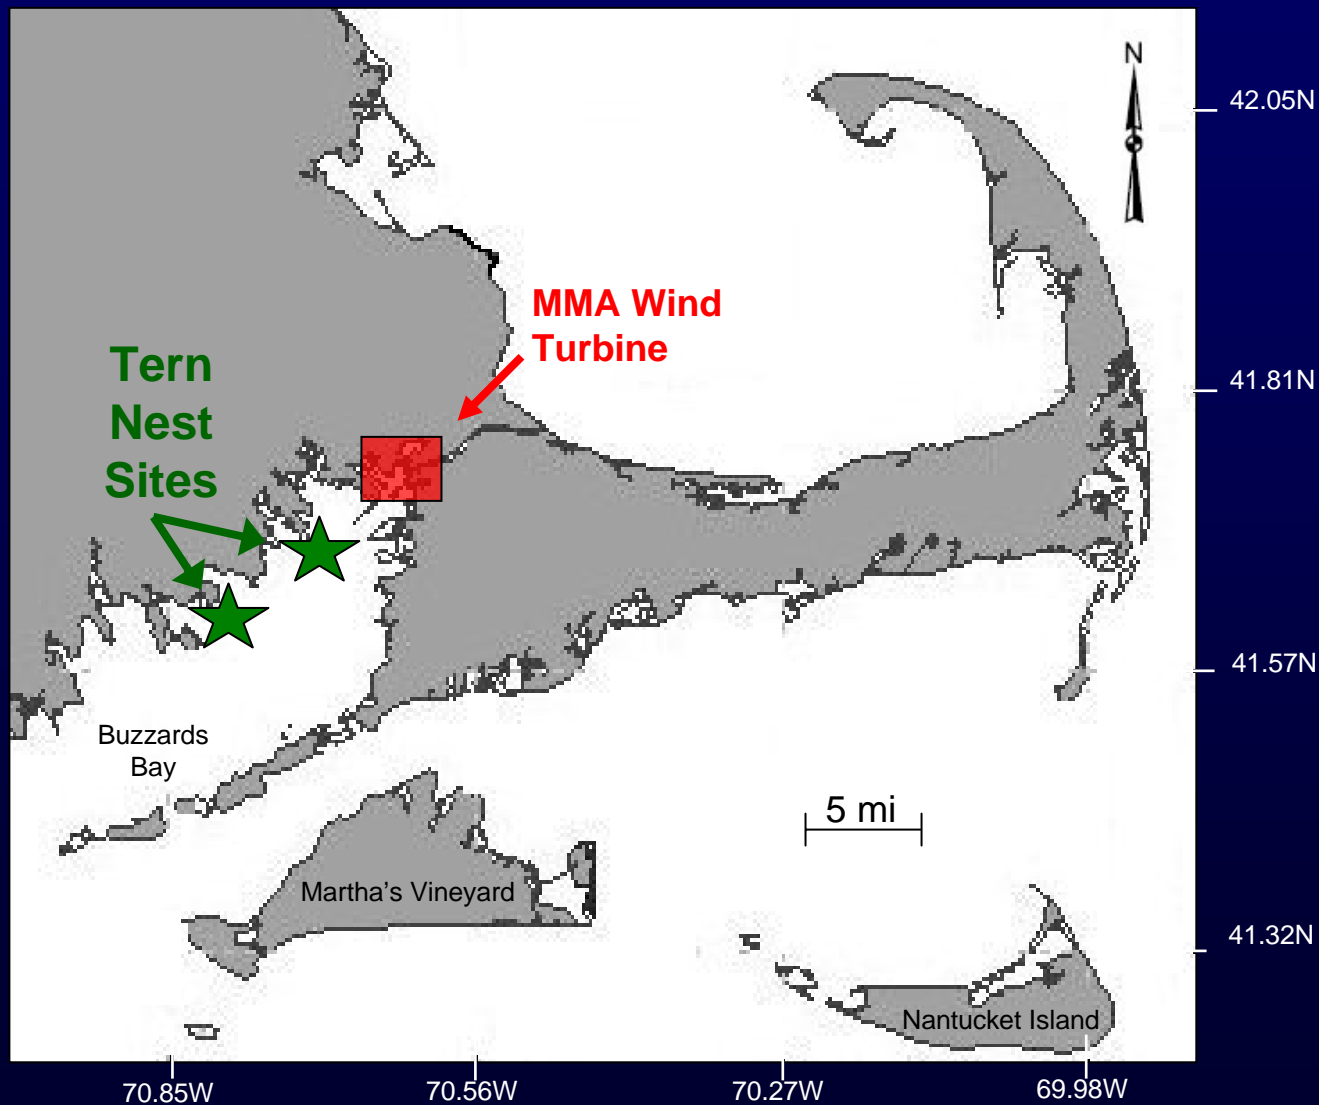 N
42.05N
MMA Wind
Turbine
Tern
Nest
Sites
41.81N
41.57N
Buzzards
Bay
5 mi
Martha's Vineyard
41.32N
Nantucket Island
70.85W
70.56W
70.27W
69.98W